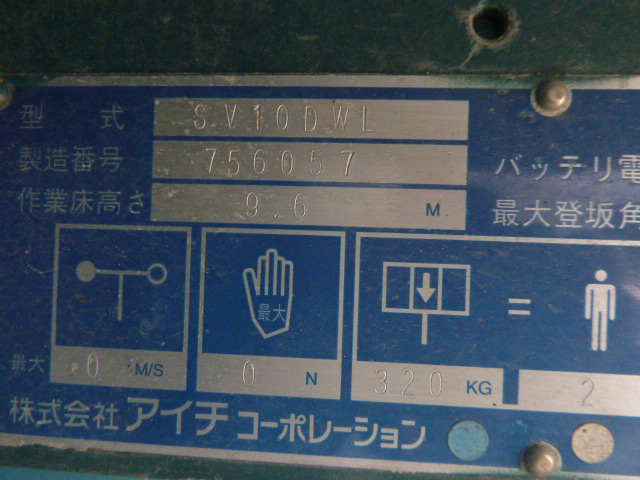 型 式 SV10DWL
製造番号 756057 バッテリ電
作業床高さ 9.6 M 最大登坂角
最大
=
最大 0 M/S 0 N 320 KG 2
株式会社 アイチ コーポレーション